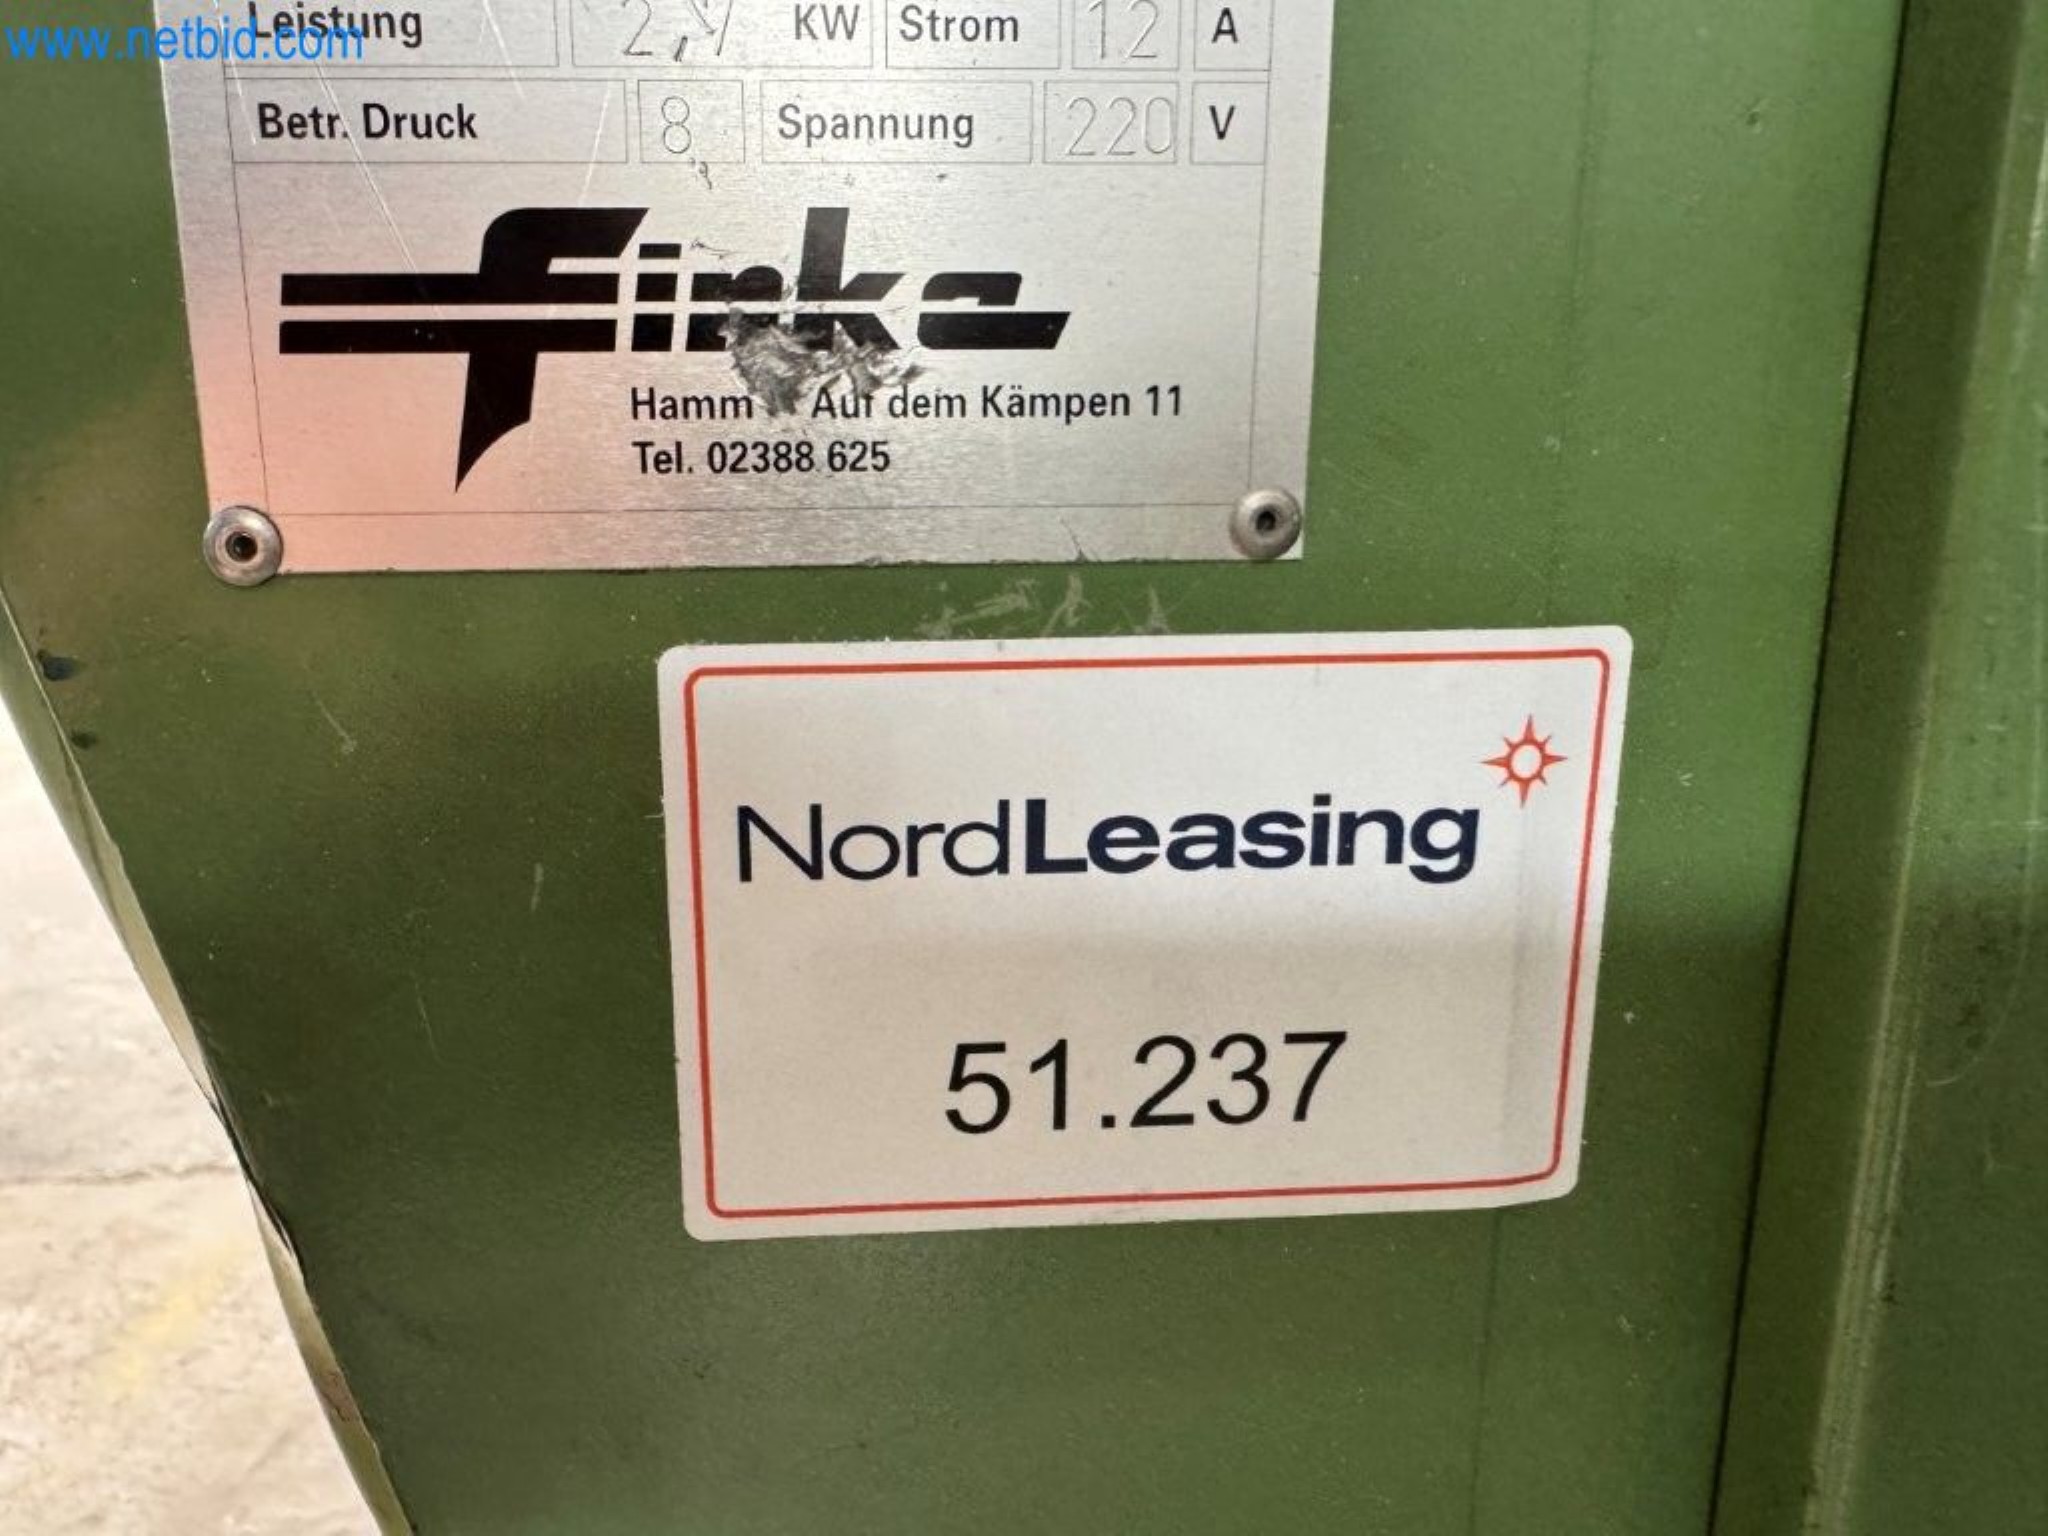 www.netbid.com
Leistung 2,7 KW Strom 12 A
Betr. Druck 8 Spannung 220 V
finke
Hamm Auf dem Kämpen 11
Tel. 02388 625
NordLeasing
51.237